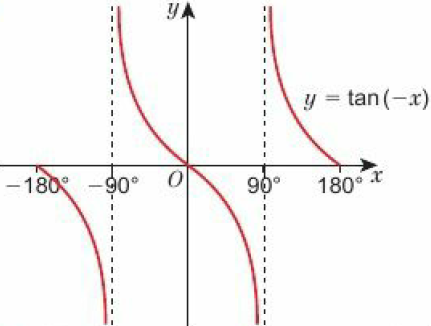 y
y = tan (−x)
−180° −90° O 90° 180° x